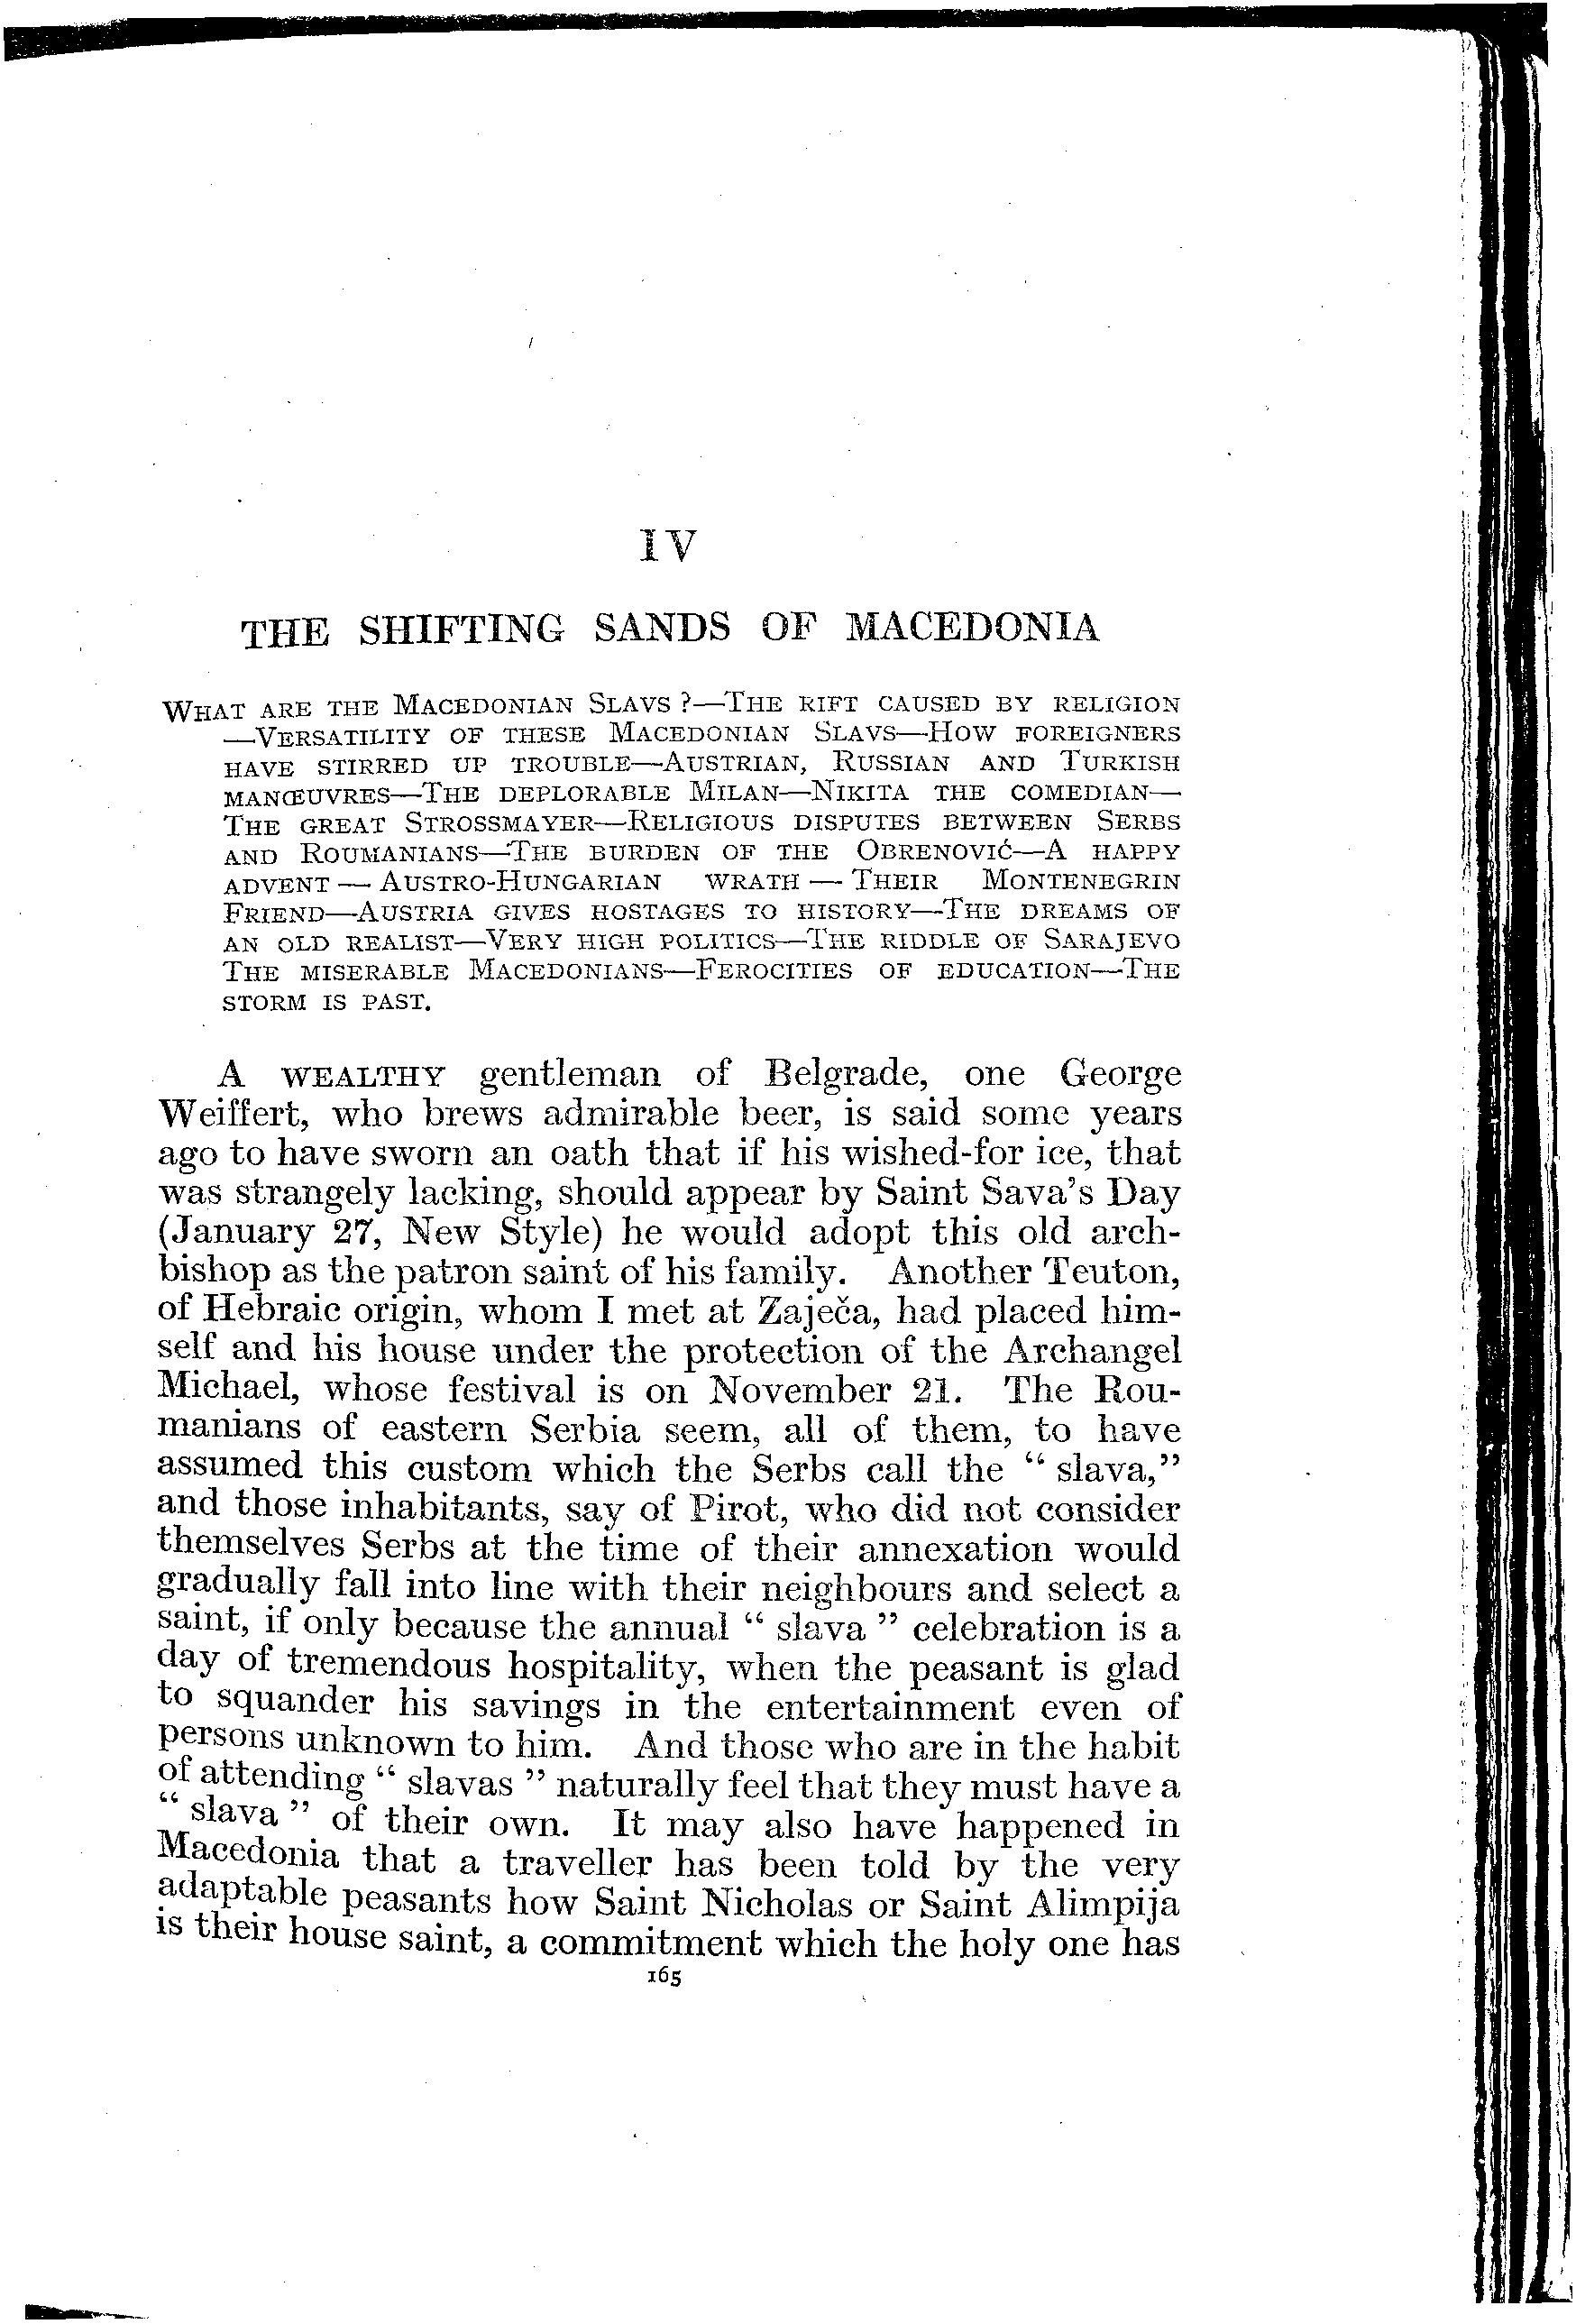 IV
THE SHIFTING SANDS OF MACEDONIA
WHAT ARE THE MACEDONIAN SLAVS ?—THE RIFT CAUSED BY RELIGION
—VERSATILITY OF THESE MACEDONIAN SLAVS—HOW FOREIGNERS
HAVE STIRRED UP TROUBLE—AUSTRIAN, RUSSIAN AND TURKISH
MANŒUVRES—THE DEPLORABLE MILAN—NIKITA THE COMEDIAN—
THE GREAT STROSSMAYER—RELIGIOUS DISPUTES BETWEEN SERBS
AND ROUMANIANS—THE BURDEN OF THE OBRENOVIĆ—A HAPPY
ADVENT — AUSTRO-HUNGARIAN WRATH — THEIR MONTENEGRIN
FRIEND—AUSTRIA GIVES HOSTAGES TO HISTORY—THE DREAMS OF
AN OLD REALIST—VERY HIGH POLITICS—THE RIDDLE OF SARAJEVO
THE MISERABLE MACEDONIANS—FEROCITIES OF EDUCATION—THE
STORM IS PAST.
A WEALTHY gentleman of Belgrade, one George
Weiffert, who brews admirable beer, is said some years
ago to have sworn an oath that if his wished-for ice, that
was strangely lacking, should appear by Saint Sava's Day
(January 27, New Style) he would adopt this old arch-
bishop as the patron saint of his family. Another Teuton,
of Hebraic origin, whom I met at Zaječa, had placed him-
self and his house under the protection of the Archangel
Michael, whose festival is on November 21. The Rou-
manians of eastern Serbia seem, all of them, to have
assumed this custom which the Serbs call the “ slava,”
and those inhabitants, say of Pirot, who did not consider
themselves Serbs at the time of their annexation would
gradually fall into line with their neighbours and select a
saint, if only because the annual “ slava ” celebration is a
day of tremendous hospitality, when the peasant is glad
to squander his savings in the entertainment even of
persons unknown to him. And those who are in the habit
of attending “ slavas ” naturally feel that they must have a
“ slava ” of their own. It may also have happened in
Macedonia that a traveller has been told by the very
adaptable peasants how Saint Nicholas or Saint Alimpija
is their house saint, a commitment which the holy one has
165